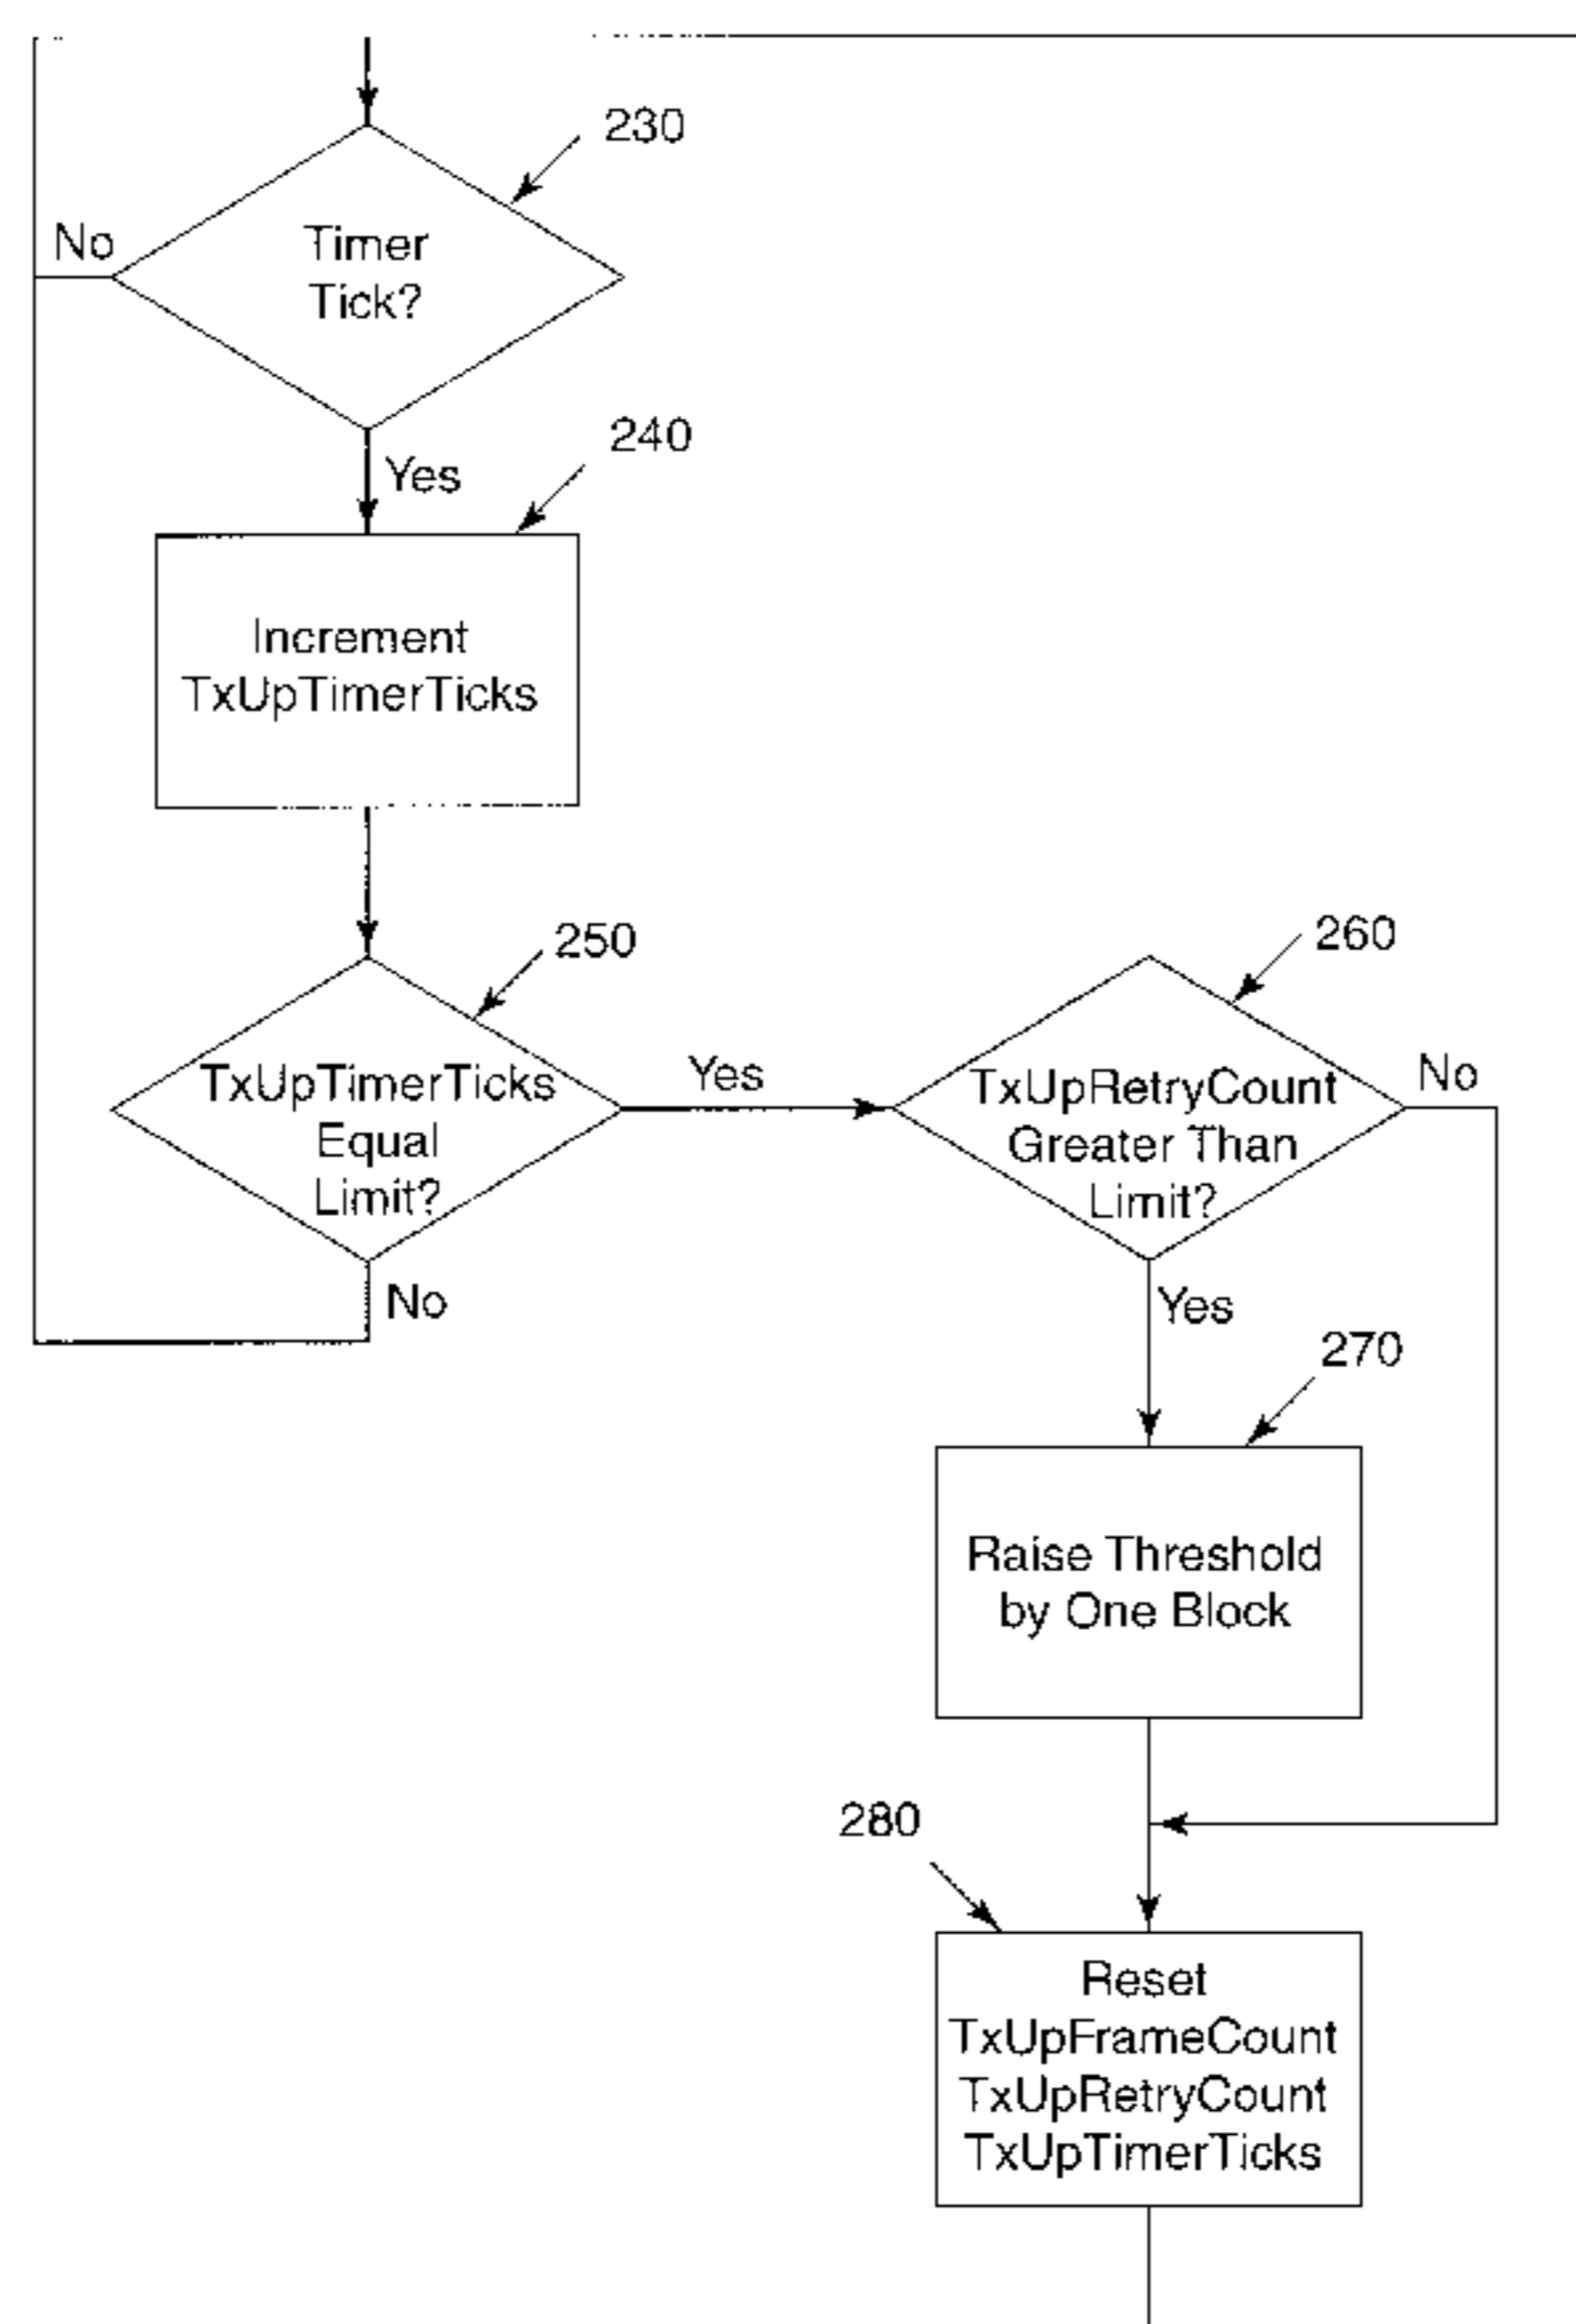 230
No
Timer
Tick?
240
Yes
Increment
TxUpTimerTicks
250
260
TxUpTimerTicks
Equal
Limit?
Yes
TxUpRetryCount
Greater Than
Limit?
No
No
Yes
270
Raise Threshold
by One Block
280
Reset
TxUpFrameCount
TxUpRetryCount
TxUpTimerTicks